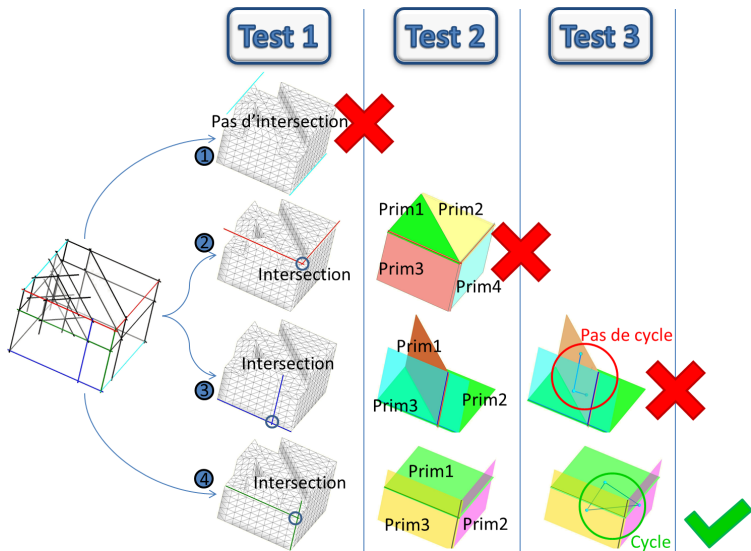 Test 1
Test 2
Test 3
Pas d'intersection
1
Prim1
Prim2
2
Intersection
Prim3
Prim4
Intersection
3
Prim1
Prim3
Prim2
Pas de cycle
4
Intersection
Prim1
Prim3
Prim2
Cycle